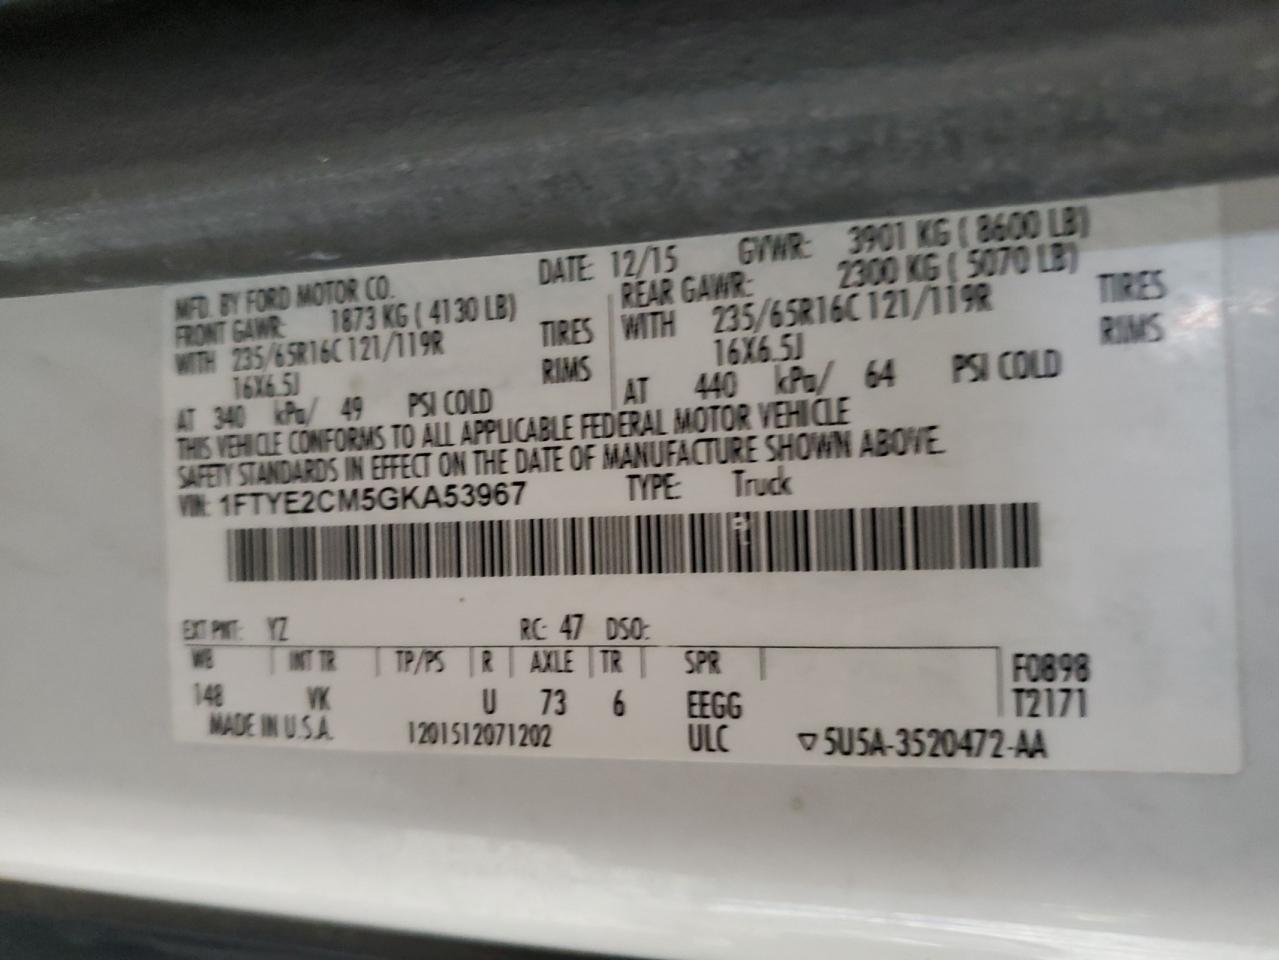 MFD. BY FORD MOTOR CO. DATE: 12/15 GVWR: 3901 KG ( 8600 LB)
FRONT GAWR: 1873 KG ( 4130 LB) REAR GAWR: 2300 KG ( 5070 LB)
WITH 235/65R16C 121/119R TIRES WITH 235/65R16C 121/119R TIRES
16X6.5J RIMS 16X6.5J RIMS
AT 340 kPa/ 49 PSI COLD AT 440 kPa/ 64 PSI COLD
THIS VEHICLE CONFORMS TO ALL APPLICABLE FEDERAL MOTOR VEHICLE
SAFETY STANDARDS IN EFFECT ON THE DATE OF MANUFACTURE SHOWN ABOVE.
VIN: 1FTYE2CM5GKA53967 TYPE: Truck
EXT PNT: YZ RC: 47 DSO:
WB INT TR TP/PS R AXLE TR SPR F0898
148 VK U 73 6 EEGG T2171
MADE IN U.S.A. 1201512071202 ULC ▽5U5A-3520472-AA